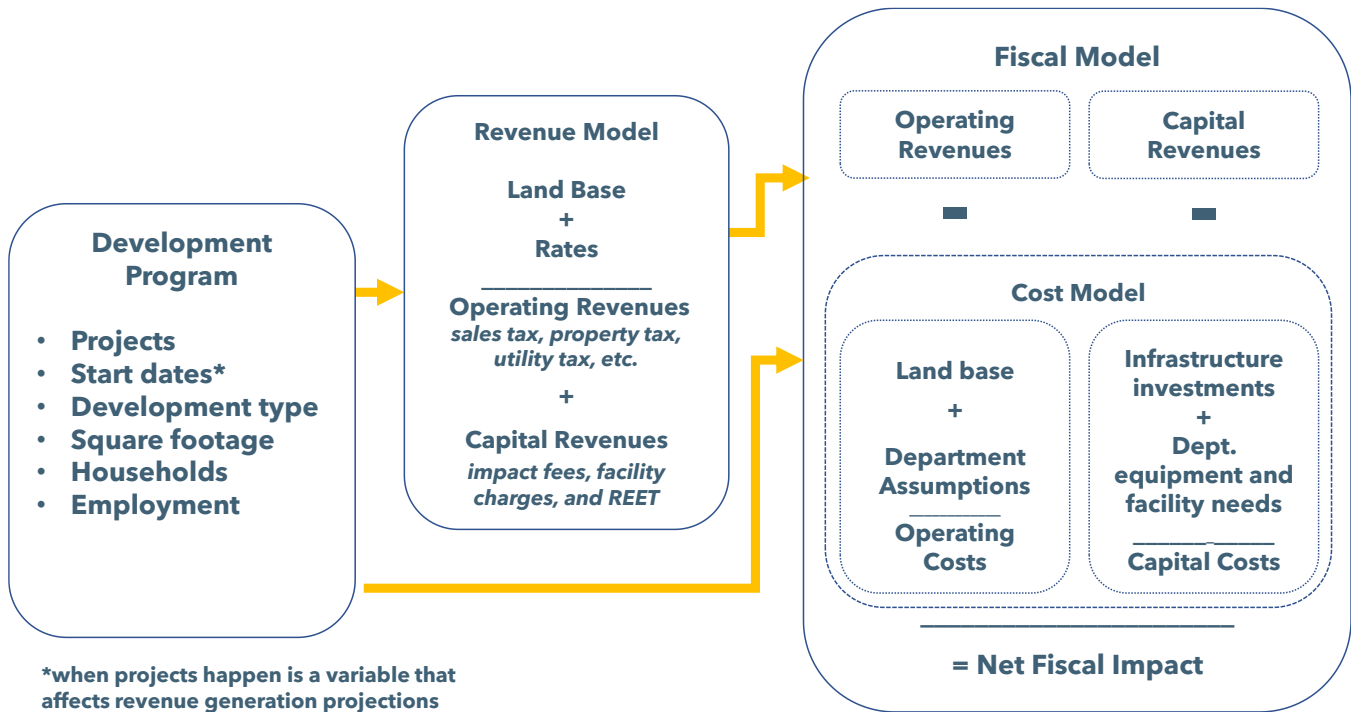 Development
Program
• Projects
• Start dates*
• Development type
• Square footage
• Households
• Employment
*when projects happen is a variable that
affects revenue generation projections
Revenue Model
Land Base
+
Rates
Operating Revenues
sales tax, property tax,
utility tax, etc.
+
Capital Revenues
impact fees, facility
charges, and REET
Fiscal Model
Operating
Revenues
Capital
Revenues
-
-
Cost Model
Land base
+
Department
Assumptions
Operating
Costs
Infrastructure
investments
+
Dept.
equipment and
facility needs
Capital Costs
= Net Fiscal Impact